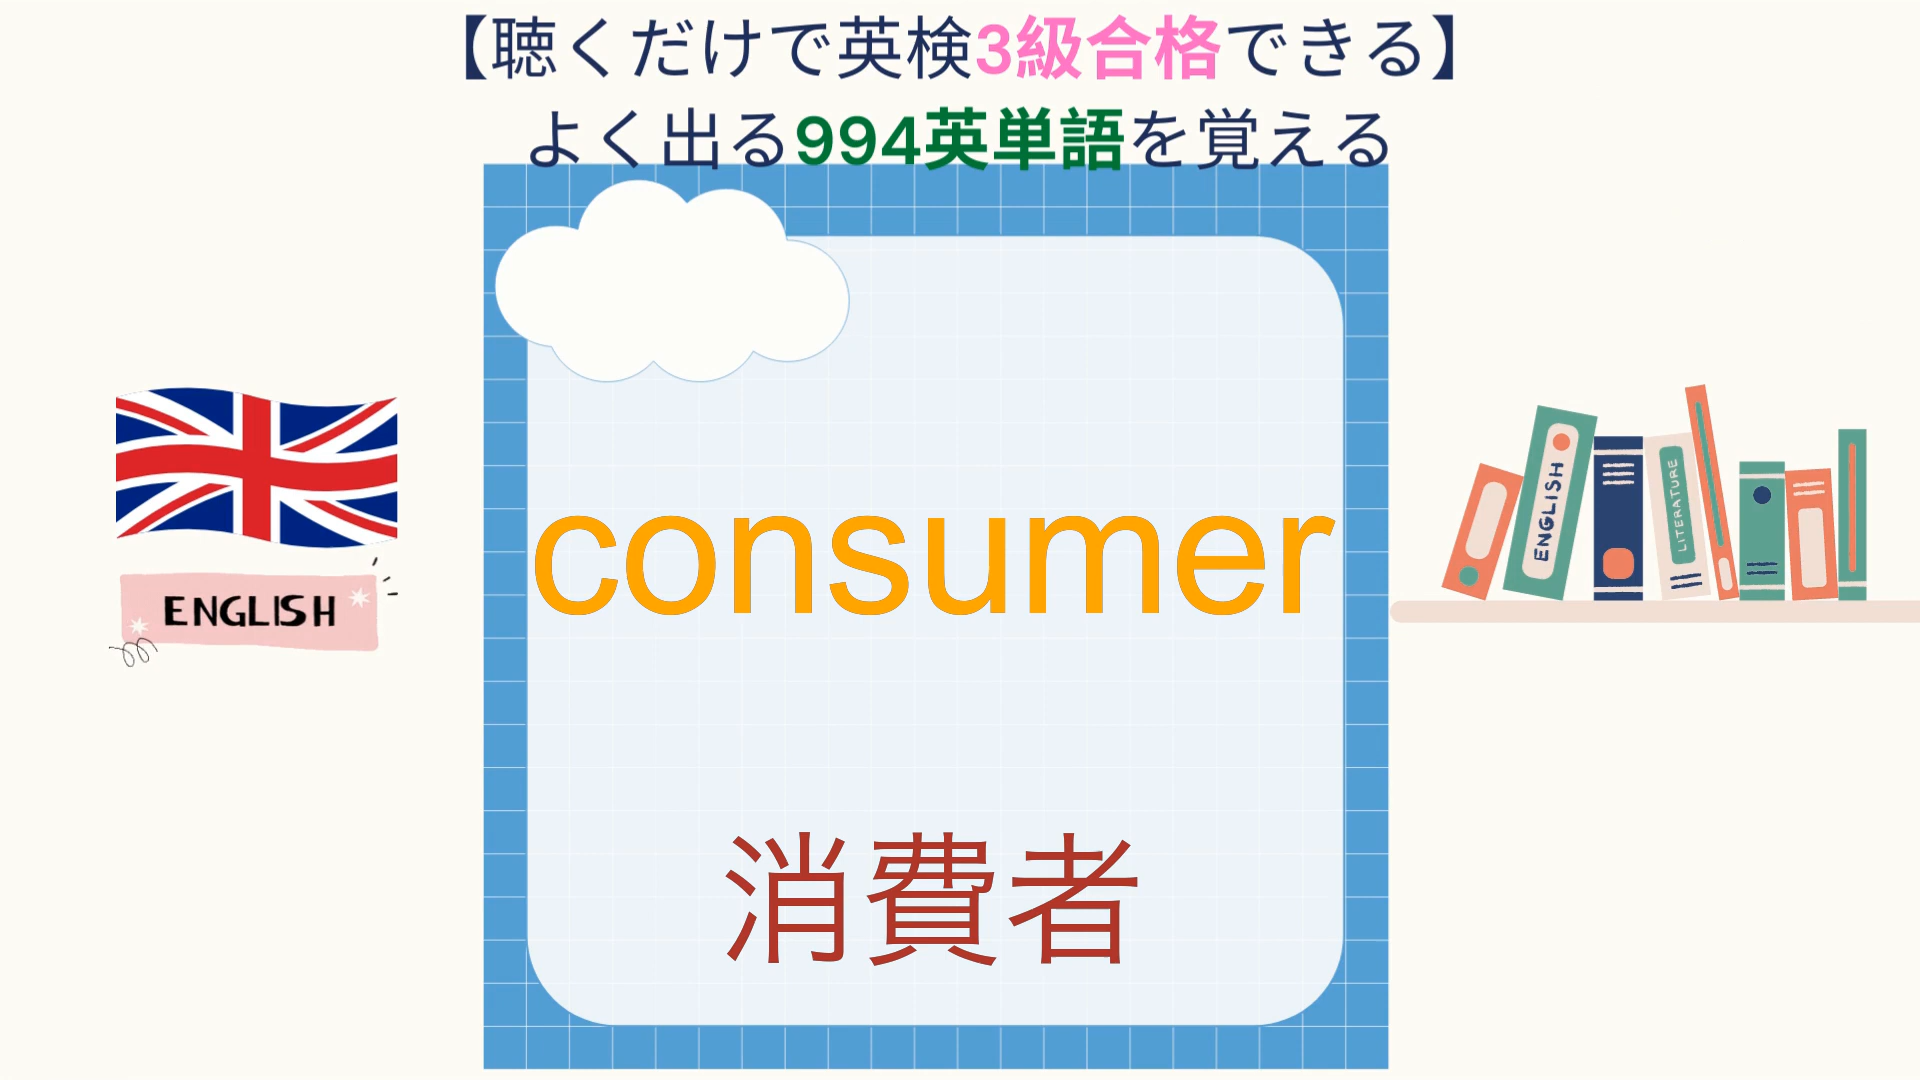 【聴くだけで英検3級合格できる】
よく出る994英単語を覚える
consumer
消費者
ENGLISH
ENGLISH
LITERATURE